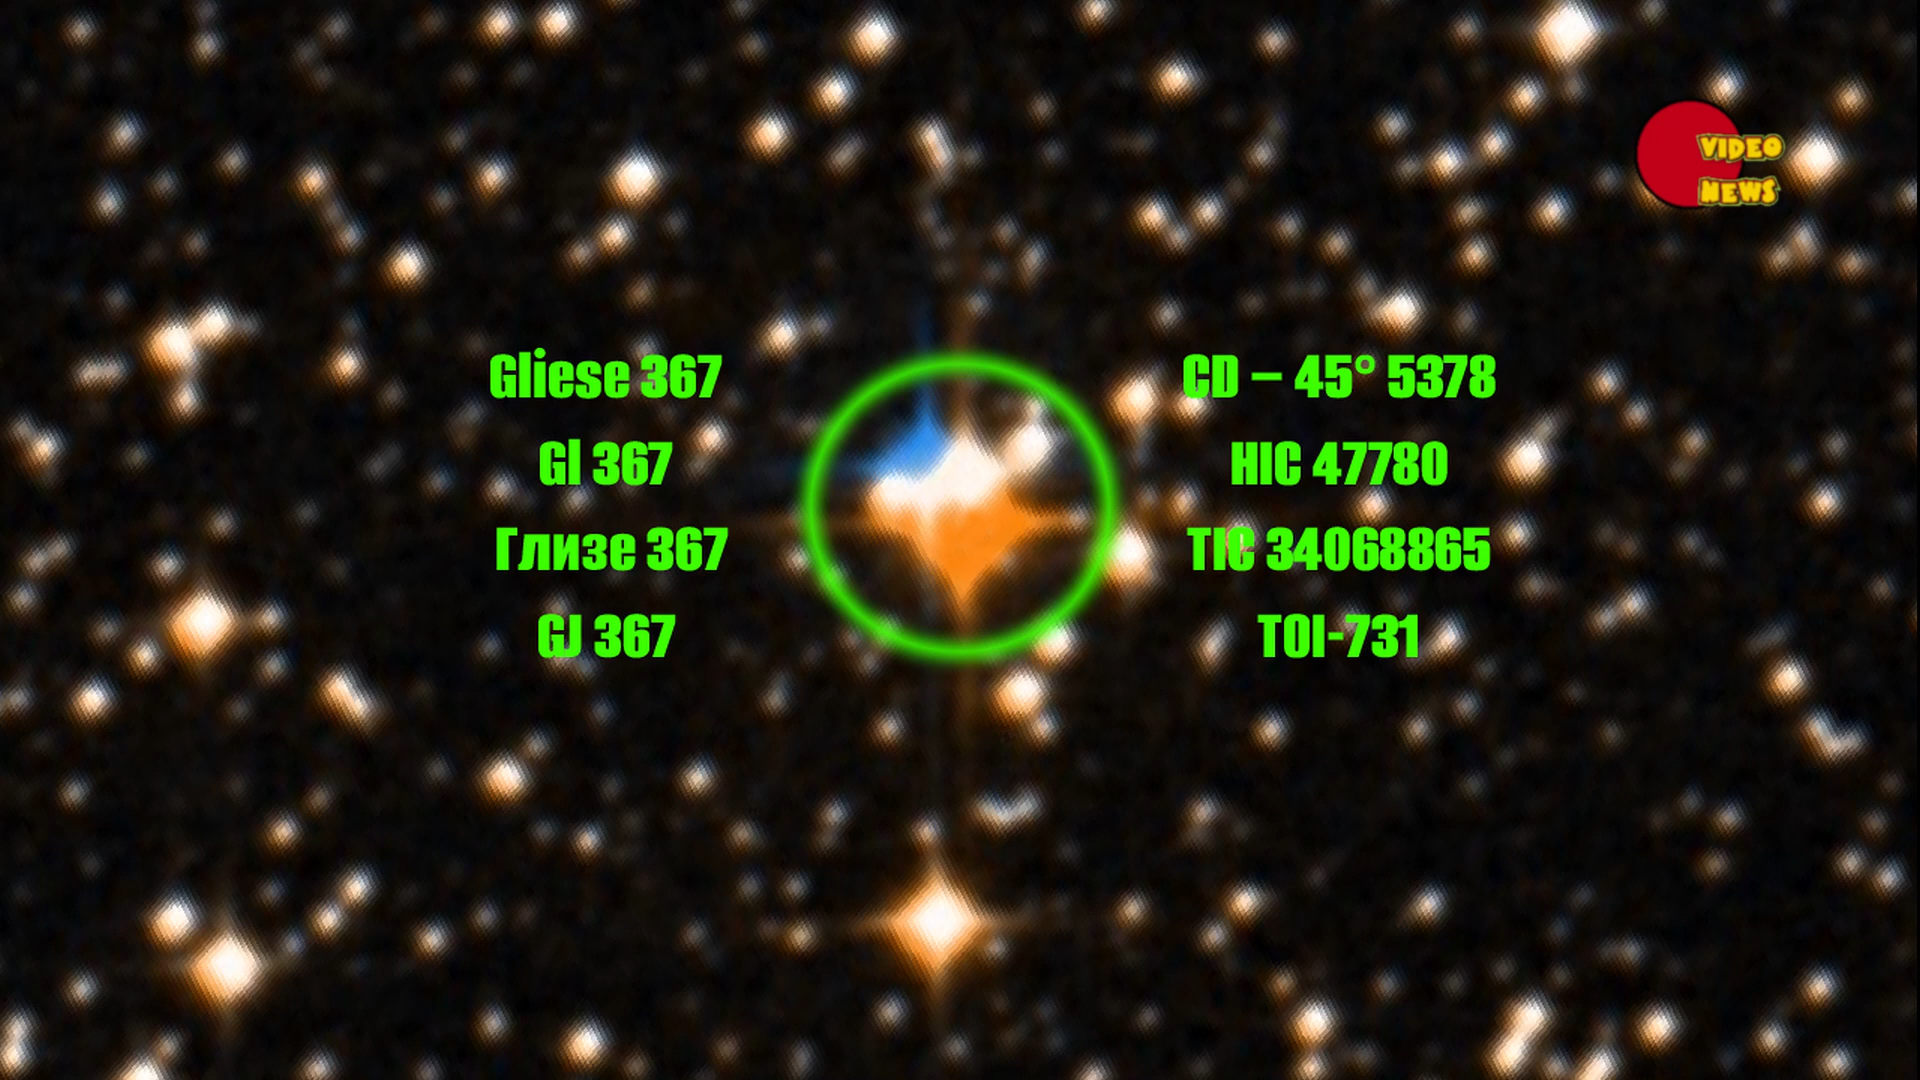 VIDEO
NEWS
Gliese 367
Gl 367
Глизе 367
GJ 367
CD – 45° 5378
HIC 47780
TIC 34068865
TOI-731